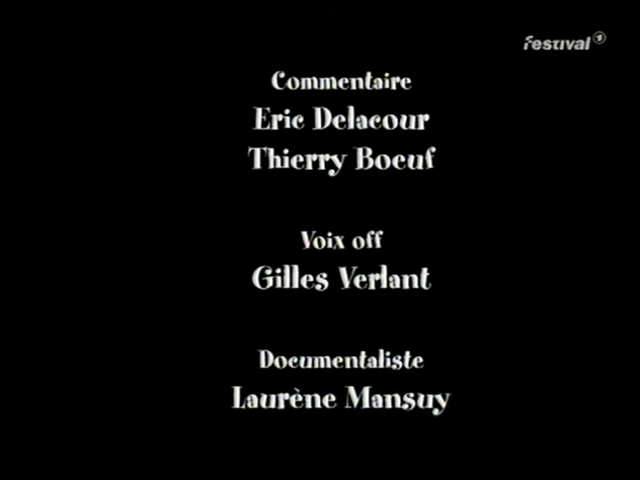 festival
Commentaire
Eric Delacour
Thierry Boeuf
Voix off
Gilles Verlant
Documentaliste
Laurène Mansuy